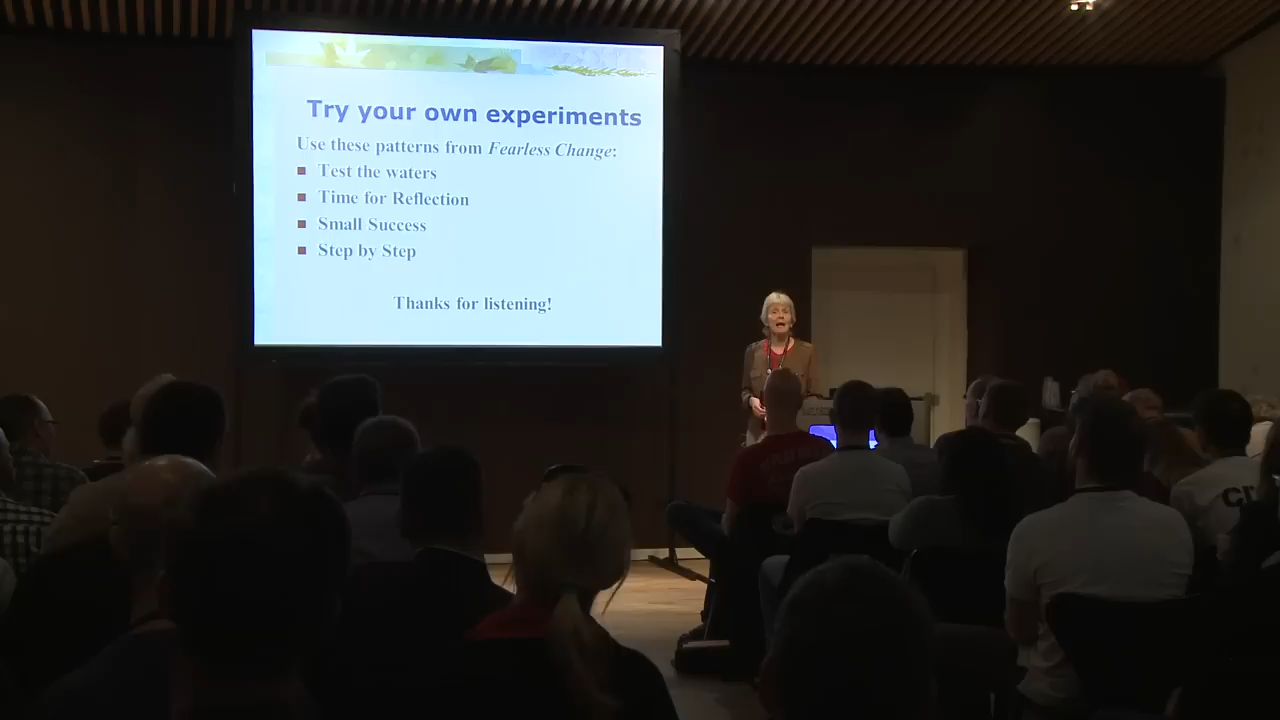 Try your own experiments
Use these patterns from Fearless Change:
Test the waters
Time for Reflection
Small Success
Step by Step
Thanks for listening!